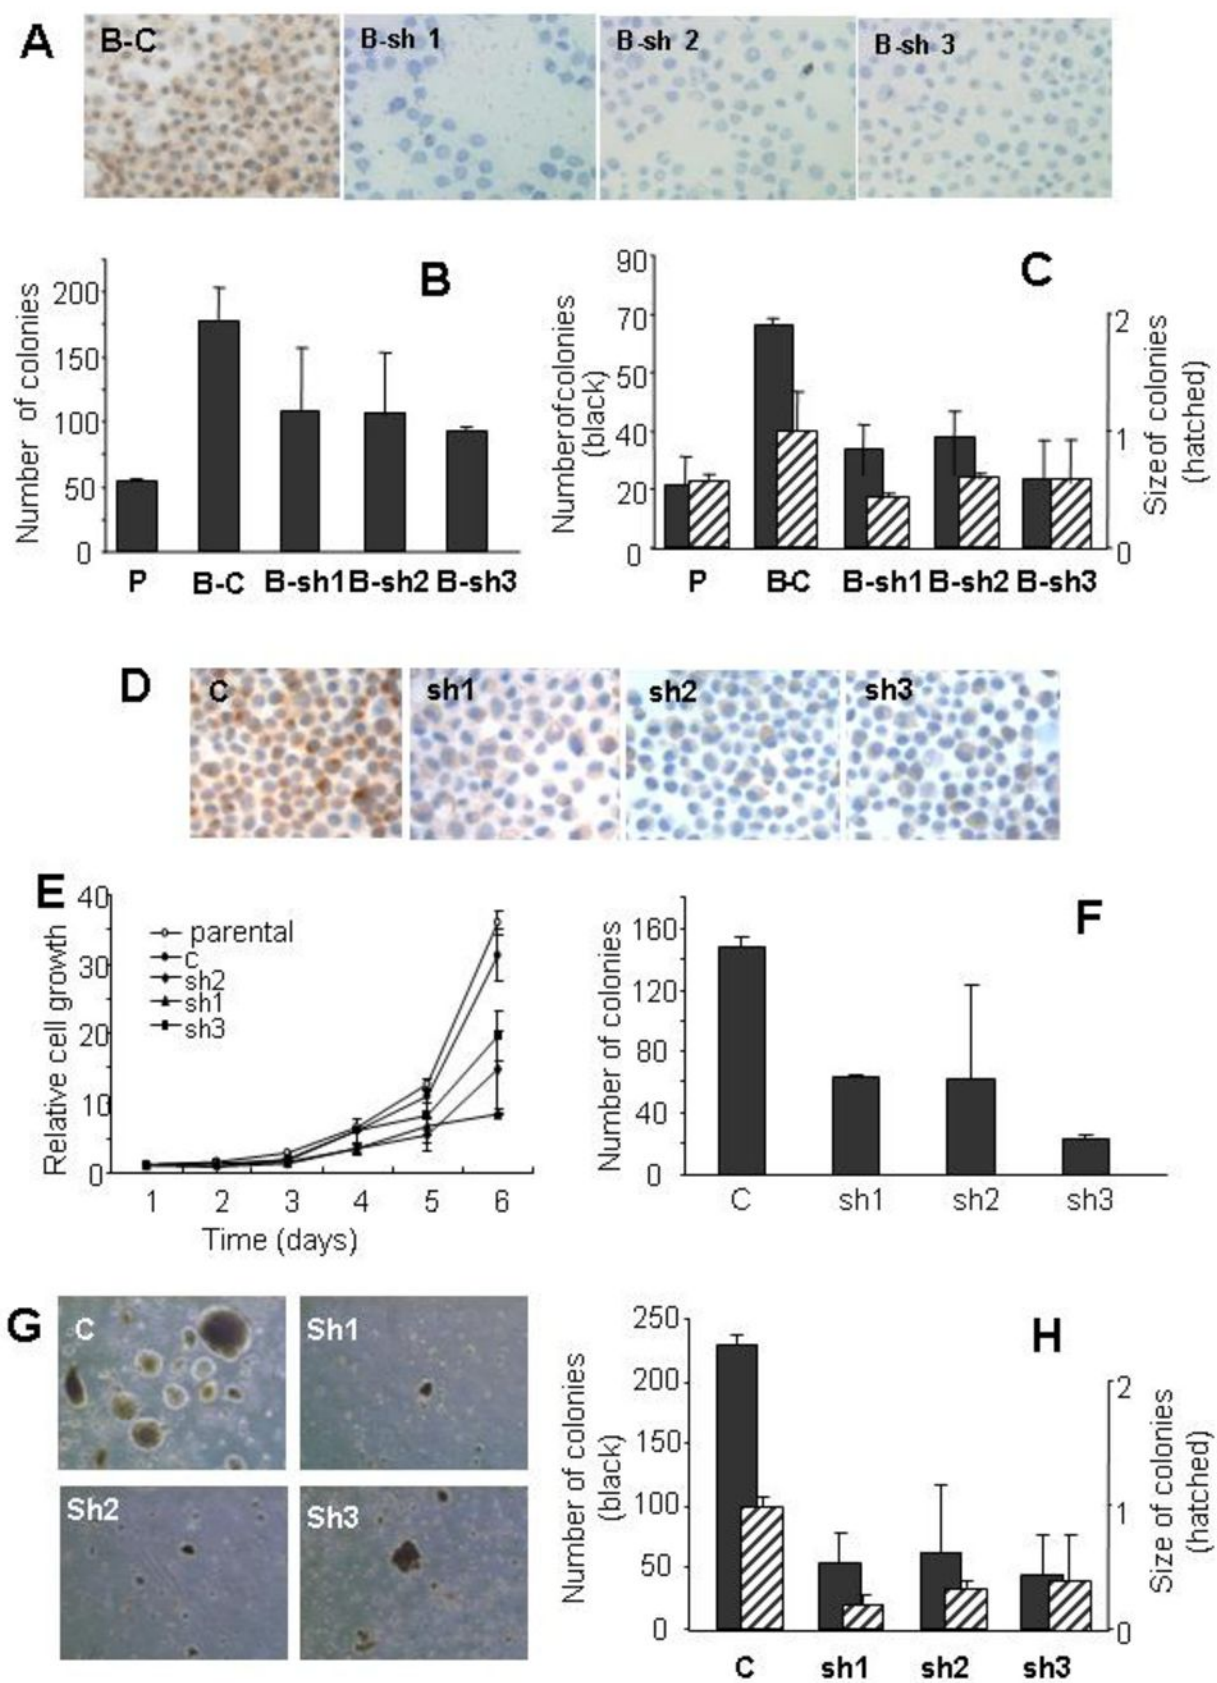 A
B-C
B-sh 1
B-sh 2
B-sh 3
B
Number of colonies
200
150
100
50
0
P B-C B-sh1 B-sh2 B-sh3
C
Number of colonies
(black)
90
70
50
40
20
0
2
1
0
Size of colonies
(hatched)
P B-C B-sh1 B-sh2 B-sh3
D
C
sh1
sh2
sh3
E
Relative cell growth
40
30
20
10
0
parental
C
sh2
sh1
sh3
1 2 3 4 5 6
Time (days)
F
Number of colonies
160
120
80
40
0
C sh1 sh2 sh3
G
C
Sh1
Sh2
Sh3
H
Number of colonies
(black)
250
200
150
100
50
0
2
1
0
Size of colonies
(hatched)
C sh1 sh2 sh3